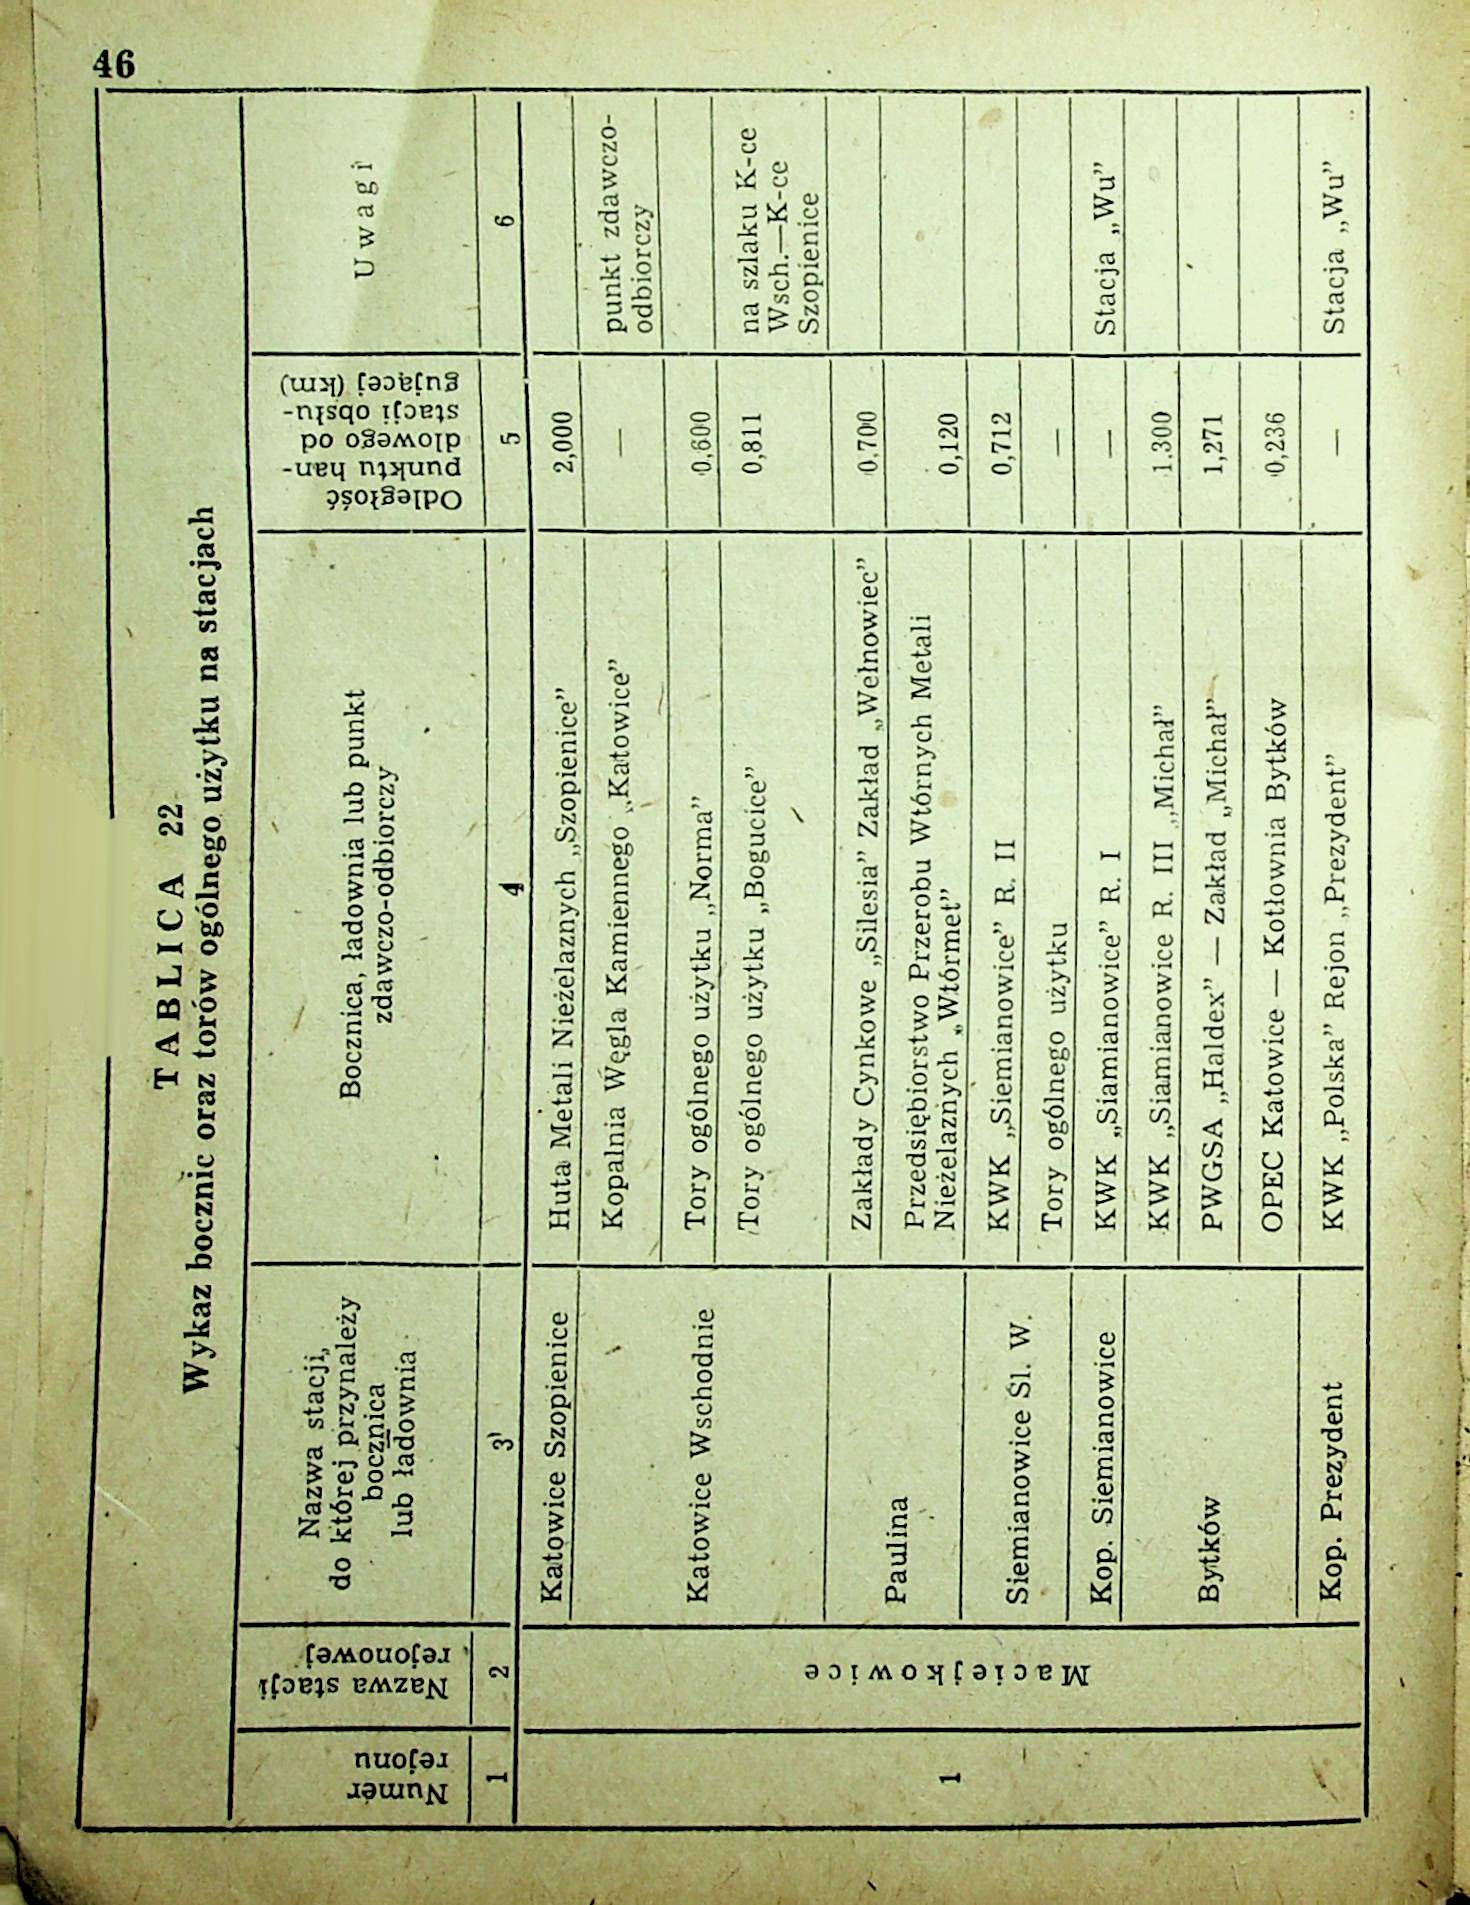 46
TABLICA 22
Wykaz bocznic oraz torów ogólnego użytku na stacjach
Numer
rejonu
Nazwa stacji
rejonowej
Nazwa stacji,
do której przynależy
bocznica
lub ładownia
Bocznica, ładownia lub punkt
zdawczo-odbiorczy
Odległość
punktu han-
dlowego od
stacji obsłu-
gującej (km)
Uwagi
1 2 3 4 5 6
1
Maciejkowice
Katowice Szopienice
Huta Metali Nieżelaznych „Szopienice”
2,000
Katowice Wschodnie
Kopalnia Węgla Kamiennego „Katowice”
—
punkt zdawczo-
odbiorczy
Tory ogólnego użytku „Norma”
0,600
Tory ogólnego użytku „Bogucice”
0,811
na szlaku K-ce
Wsch.—K-ce
Szopienice
Paulina
Zakłady Cynkowe „Silesia” Zakład „Wełnowiec”
0.700
Przedsiębiorstwo Przerobu Wtórnych Metali
Nieżelaznych „Wtórmet”
0,120
Siemianowice Śl. W.
KWK „Siemianowice” R. II
0,712
Tory ogólnego użytku
—
Kop. Siemianowice
KWK „Siamianowice” R. I
—
Stacja „Wu”
Bytków
KWK „Siamianowice R. III „Michał”
1.300
PWGSA „Haldex” — Zakład „Michał”
1,271
OPEC Katowice — Kotłownia Bytków
0,236
Kop. Prezydent
KWK „Polska” Rejon „Prezydent”
—
Stacja „Wu”